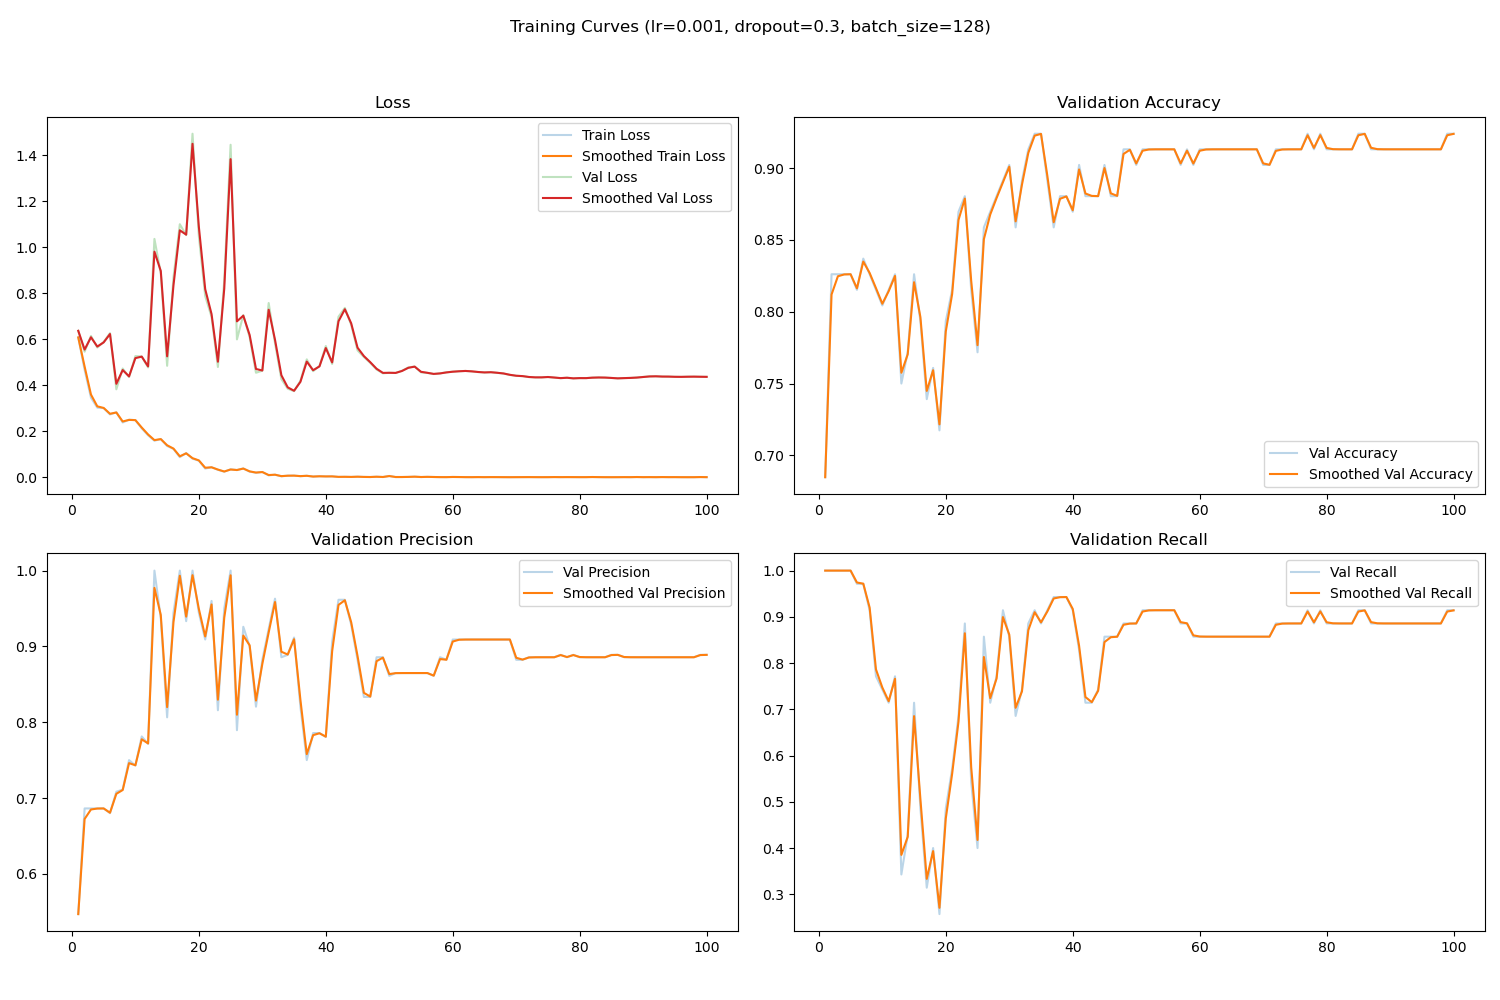 Training Curves (lr=0.001, dropout=0.3, batch_size=128)
Loss
Train Loss
Smoothed Train Loss
Val Loss
Smoothed Val Loss
1.4
1.2
1.0
0.8
0.6
0.4
0.2
0.0
0 20 40 60 80 100
Validation Accuracy
0.90
0.85
0.80
0.75
0.70
Val Accuracy
Smoothed Val Accuracy
0 20 40 60 80 100
Validation Precision
Val Precision
Smoothed Val Precision
1.0
0.9
0.8
0.7
0.6
0 20 40 60 80 100
Validation Recall
Val Recall
Smoothed Val Recall
1.0
0.9
0.8
0.7
0.6
0.5
0.4
0.3
0 20 40 60 80 100